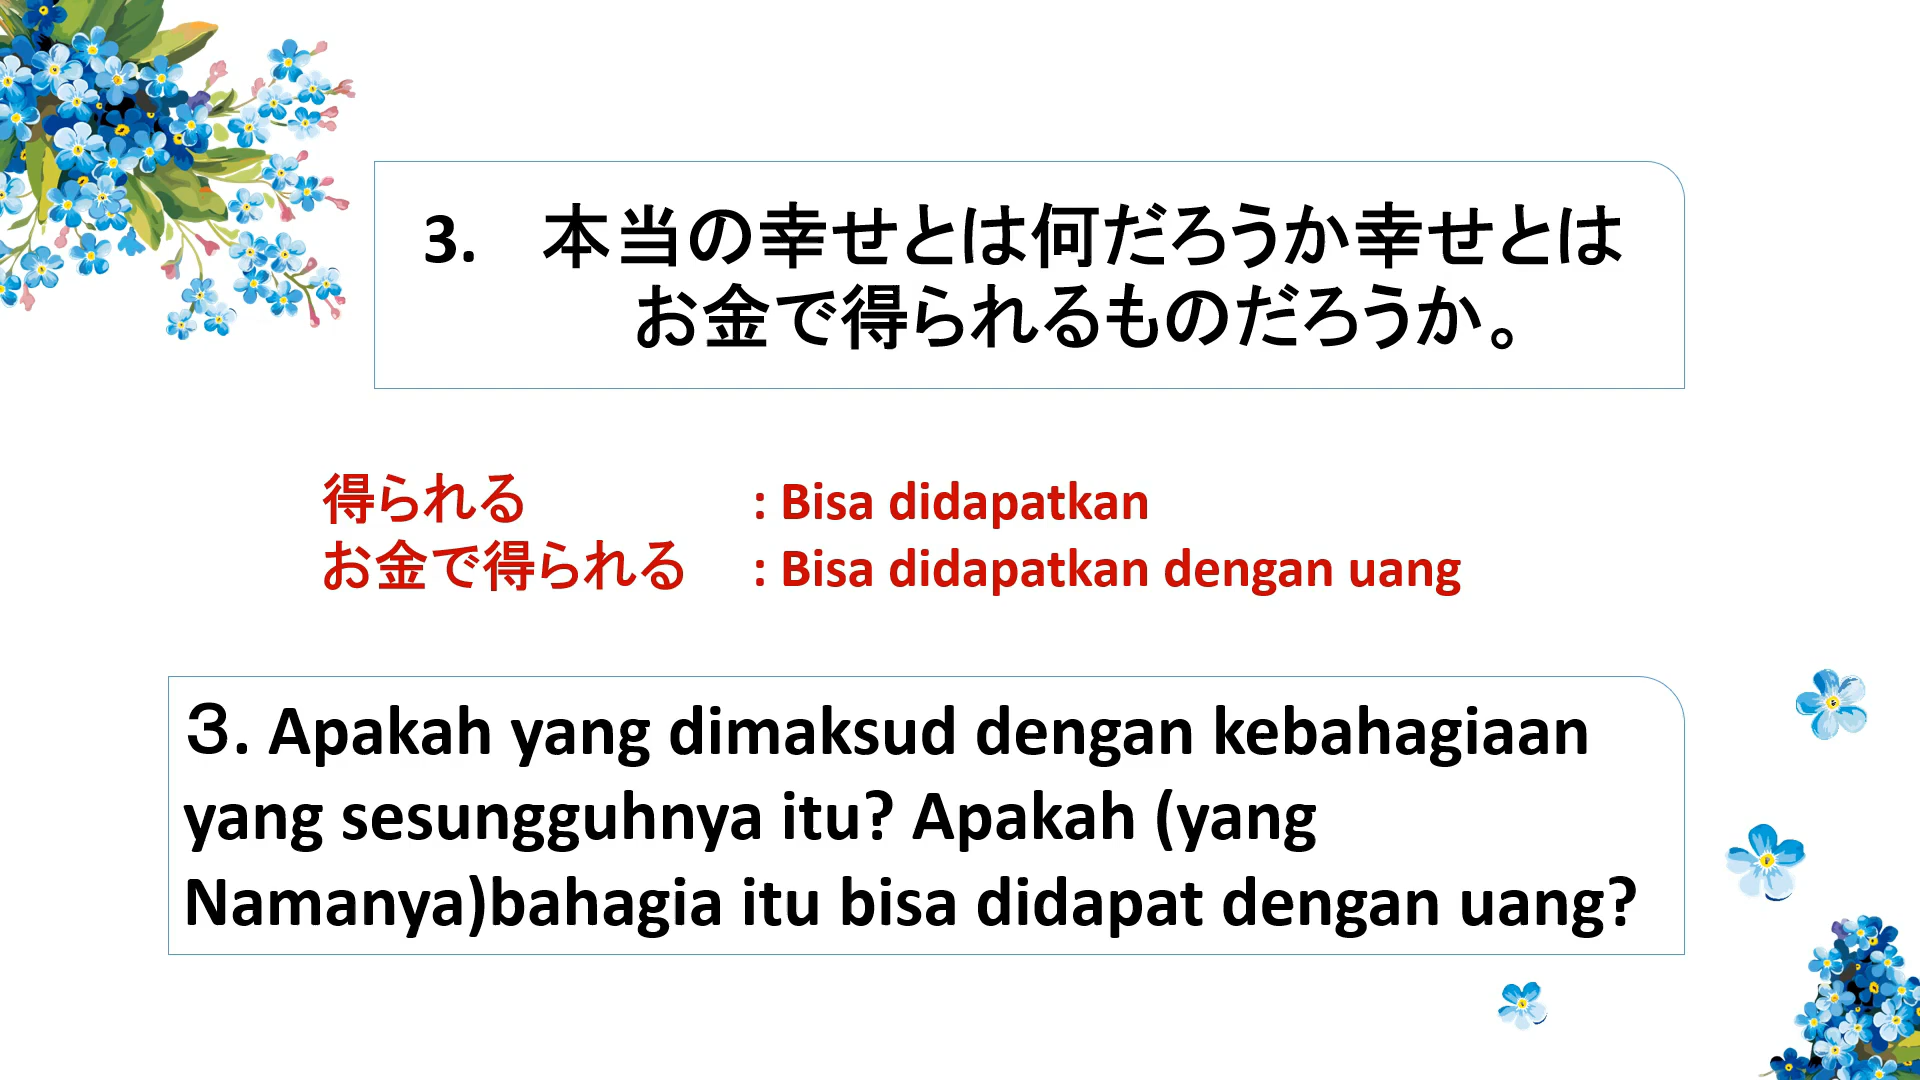 3. 本当の幸せとは何だろうか幸せとは
お金で得られるものだろうか。
得られる : Bisa didapatkan
お金で得られる : Bisa didapatkan dengan uang
３. Apakah yang dimaksud dengan kebahagiaan
yang sesungguhnya itu? Apakah (yang
Namanya)bahagia itu bisa didapat dengan uang?